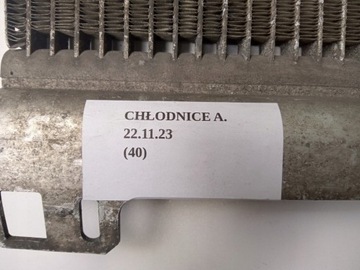 CHŁODNICE A.
22.11.23
(40)